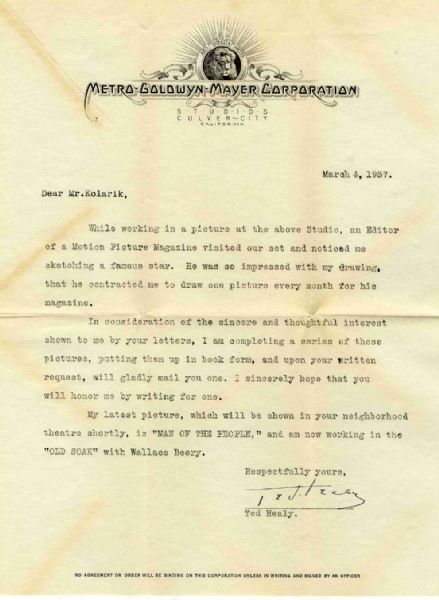 METRO-GOLDWYN-MAYER CORPORATION
STUDIOS
CULVER-CITY
CALIFORNIA
March 4, 1937.
Dear Mr.Kolarik,
While working in a picture at the above Studio, an Editor
of a Motion Picture Magazine visited our set and noticed me
sketching a famous star. He was so impressed with my drawing,
that he contracted me to draw one picture every month for his
magazine.
In consideration of the sincere and thoughtful interest
shown to me by your letters, I am completing a series of these
pictures, putting them up in book form, and upon your written
request, will gladly mail you one. I sincerely hope that you
will honor me by writing for one.
My latest picture, which will be shown in your neighborhood
theatre shortly, is "MAN OF THE PEOPLE," and am now working in the
"OLD SOAK" with Wallace Beery.
Respectfully yours,
Ted Healy
Ted Healy.
NO AGREEMENT OR ORDER WILL BE BINDING ON THIS CORPORATION UNLESS IN WRITING AND SIGNED BY AN OFFICER